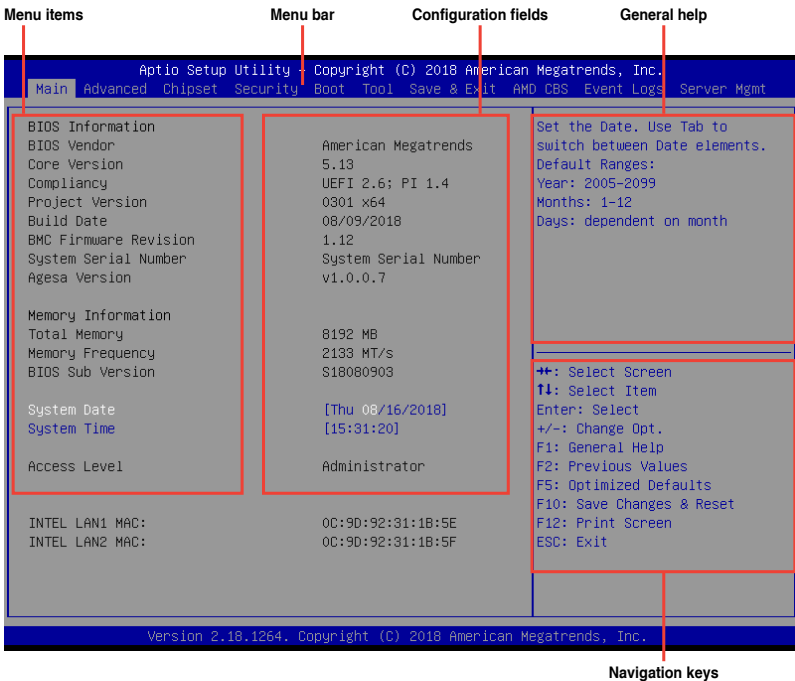 Menu items Menu bar Configuration fields General help
Aptio Setup Utility - Copyright (C) 2018 American Megatrends, Inc.
Main Advanced Chipset Security Boot Tool Save & Exit AMD CBS Event Logs Server Mgmt
BIOS Information
BIOS Vendor American Megatrends
Core Version 5.13
Compliancy UEFI 2.6; PI 1.4
Project Version 0301 x64
Build Date 08/09/2018
BMC Firmware Revision 1.12
System Serial Number System Serial Number
Agesa Version v1.0.0.7
Memory Information
Total Memory 8192 MB
Memory Frequency 2133 MT/s
BIOS Sub Version S18080903
System Date [Thu 08/16/2018]
System Time [15:31:20]
Access Level Administrator
INTEL LAN1 MAC: 0C:9D:92:31:1B:5E
INTEL LAN2 MAC: 0C:9D:92:31:1B:5F
Set the Date. Use Tab to
switch between Date elements.
Default Ranges:
Year: 2005-2099
Months: 1-12
Days: dependent on month
→←: Select Screen
↑↓: Select Item
Enter: Select
+/-: Change Opt.
F1: General Help
F2: Previous Values
F5: Optimized Defaults
F10: Save Changes & Reset
F12: Print Screen
ESC: Exit
Version 2.18.1264. Copyright (C) 2018 American Megatrends, Inc.
Navigation keys